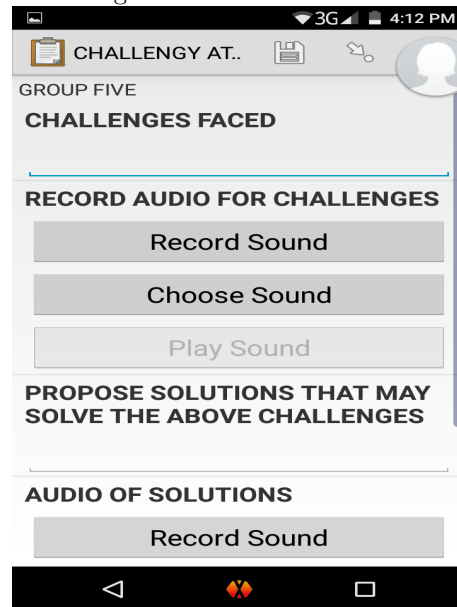 3G 4:12 PM
CHALLENGY AT..
GROUP FIVE
CHALLENGES FACED
RECORD AUDIO FOR CHALLENGES
Record Sound
Choose Sound
Play Sound
PROPOSE SOLUTIONS THAT MAY
SOLVE THE ABOVE CHALLENGES
AUDIO OF SOLUTIONS
Record Sound